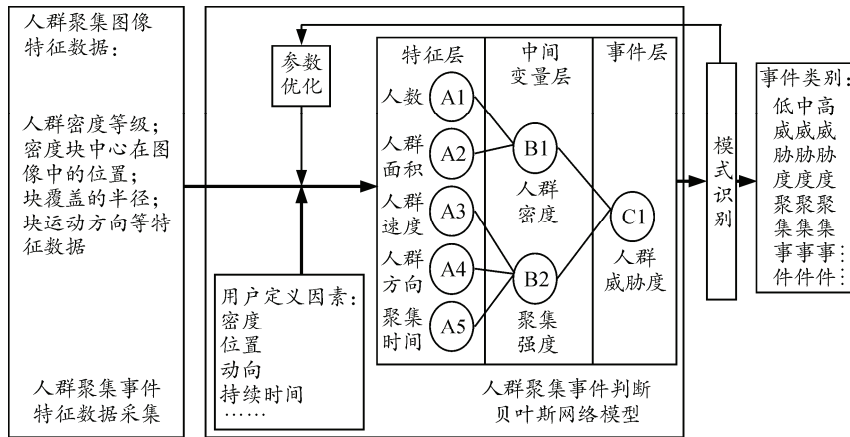 人群聚集图像
特征数据：
人群密度等级；
密度块中心在图
像中的位置；
块覆盖的半径；
块运动方向等特
征数据
人群聚集事件
特征数据采集
参数
优化
用户定义因素：
密度
位置
动向
持续时间
……
特征层
中间
变量层
事件层
人数
A1
人群
面积
A2
人群
速度
A3
人群
方向
A4
聚集
时间
A5
B1
人群
密度
B2
聚集
强度
C1
人群
威胁度
人群聚集事件判断
贝叶斯网络模型
模式识别
事件类别：
低中高
威威威
胁胁胁
度度度
聚聚聚
集集集
事事事⋮
件件件⋮